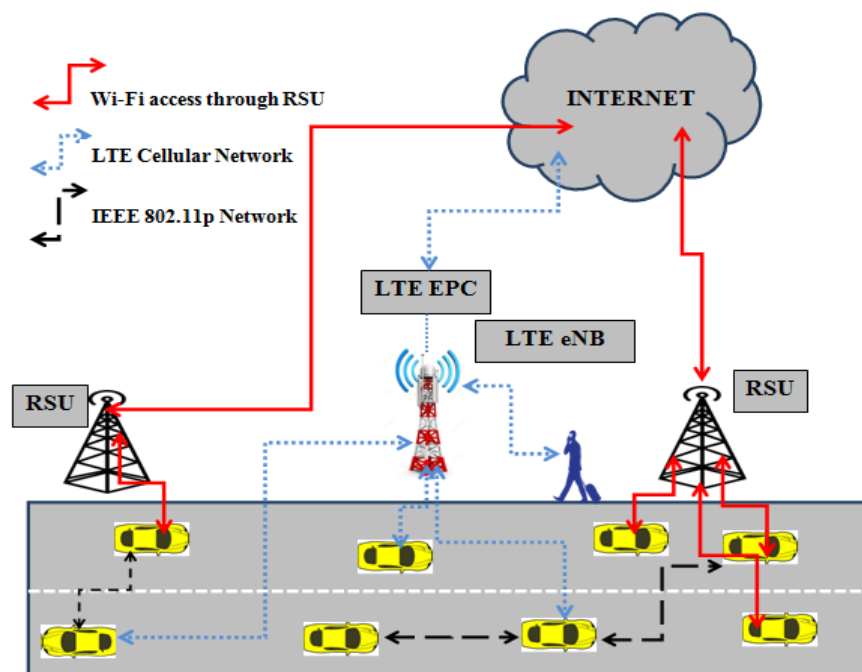 INTERNET
Wi-Fi access through RSU
LTE Cellular Network
IEEE 802.11p Network
LTE EPC
LTE eNB
RSU
RSU